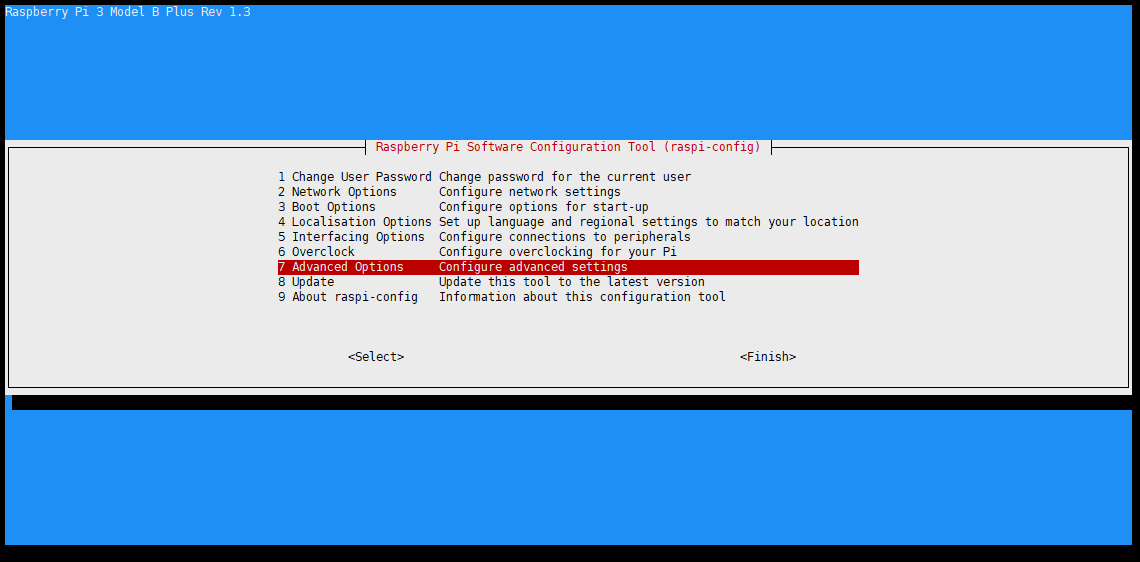 Raspberry Pi 3 Model B Plus Rev 1.3
Raspberry Pi Software Configuration Tool (raspi-config)
1 Change User Password Change password for the current user
2 Network Options Configure network settings
3 Boot Options Configure options for start-up
4 Localisation Options Set up language and regional settings to match your location
5 Interfacing Options Configure connections to peripherals
6 Overclock Configure overclocking for your Pi
7 Advanced Options Configure advanced settings
8 Update Update this tool to the latest version
9 About raspi-config Information about this configuration tool
<Select> <Finish>